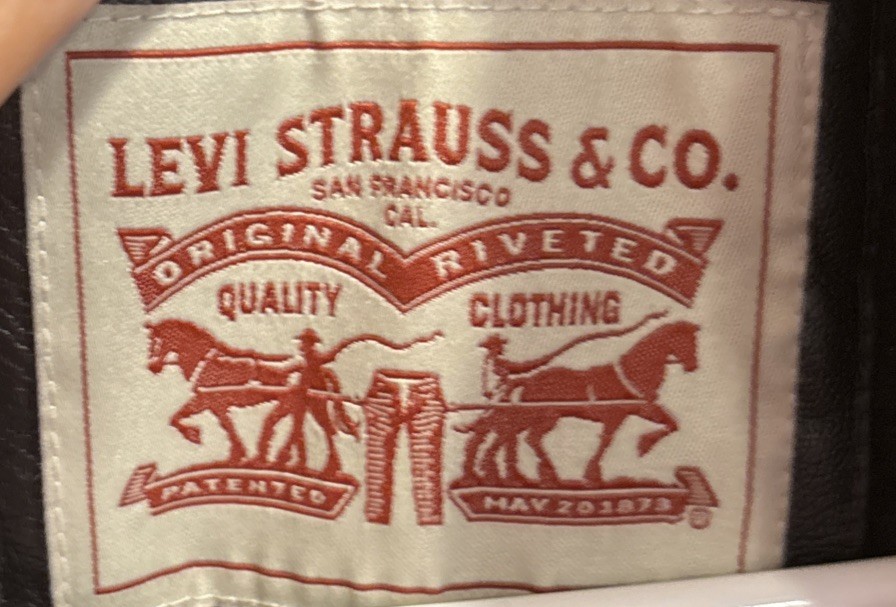 LEVI STRAUSS & CO.
SAN FRANCISCO
CAL.
ORIGINAL RIVETED
QUALITY CLOTHING
PATENTED
MAY 20 1873
®